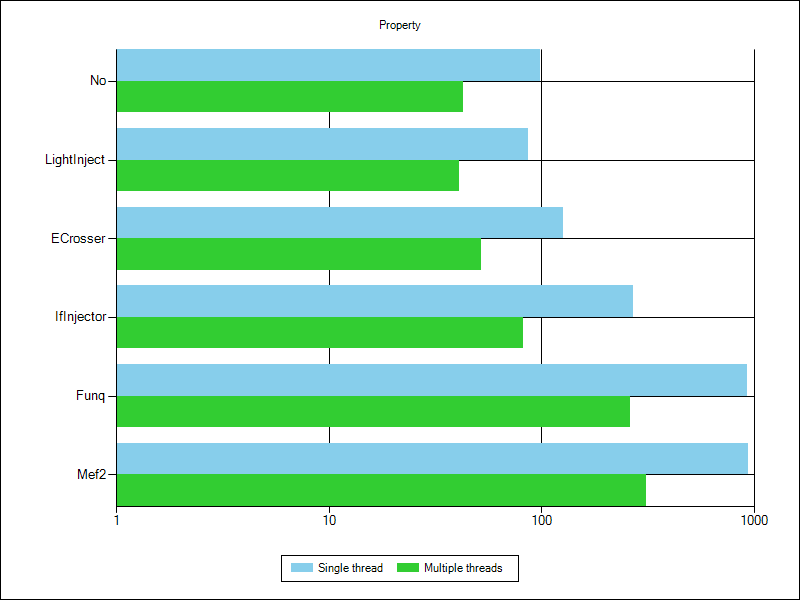 Property
No
LightInject
ECrosser
IfInjector
Funq
Mef2
1 10 100 1000
Single thread Multiple threads